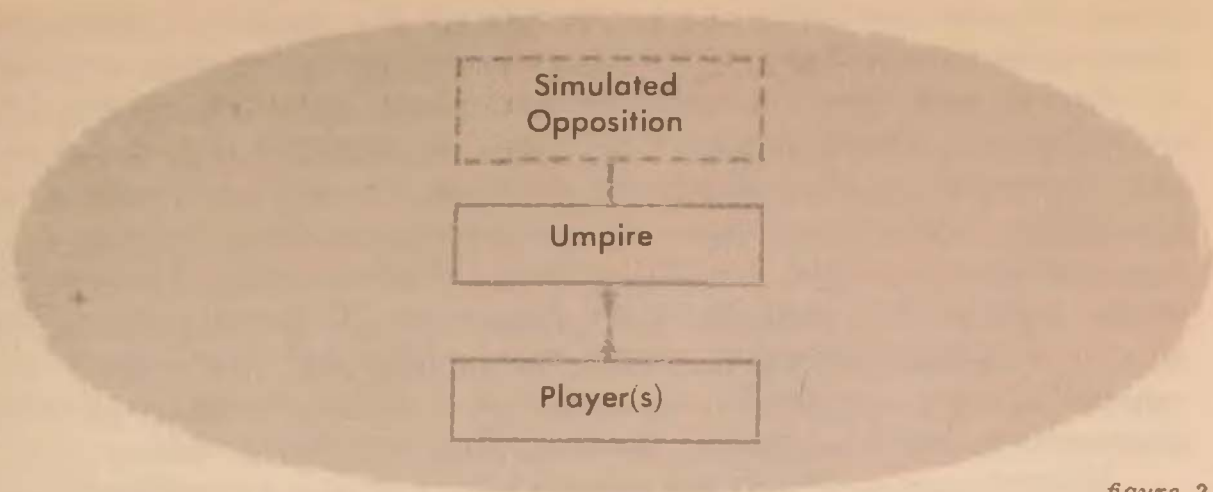 Simulated
Opposition
Umpire
Player(s)
figure 2